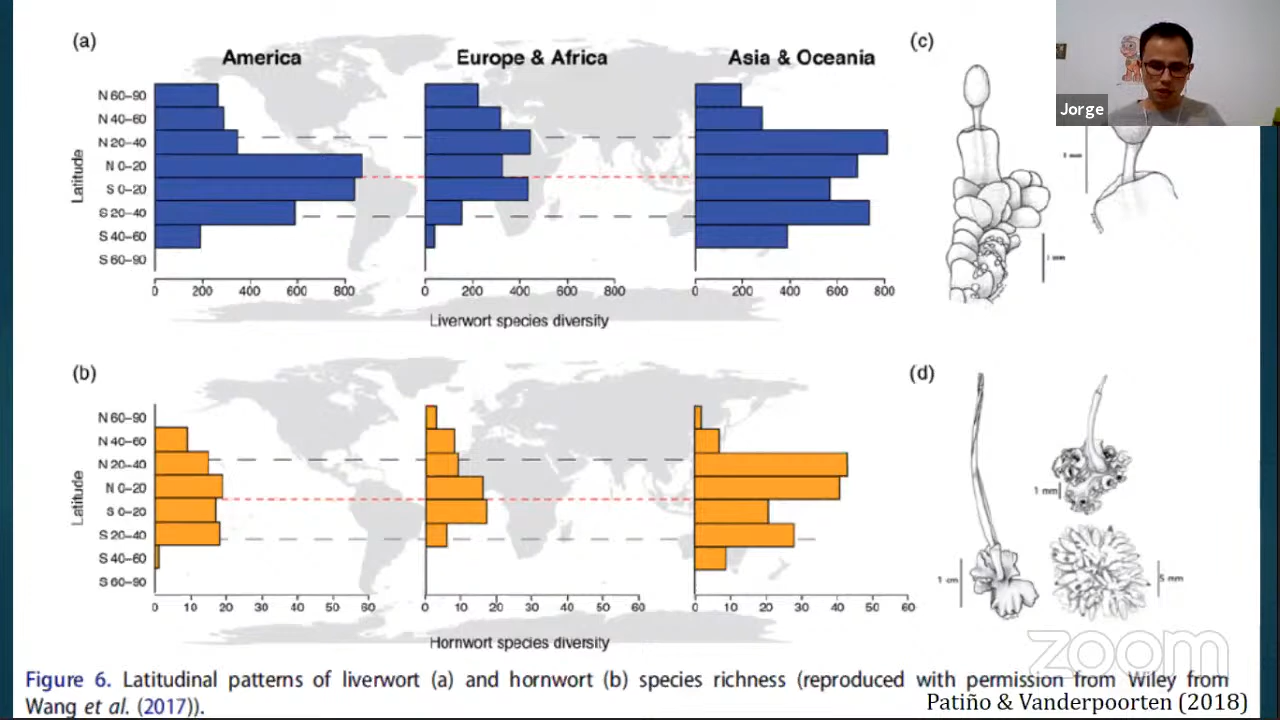 (a)
America
Europe & Africa
Asia & Oceania
(c)
Jorge
N 60–90
N 40–60
N 20–40
N 0–20
S 0–20
S 20–40
S 40–60
S 60–90
Latitude
0 200 400 600 800
0 200 400 600 800
0 200 400 600 800
Liverwort species diversity
1 mm
1 mm
(b)
(d)
N 60–90
N 40–60
N 20–40
N 0–20
S 0–20
S 20–40
S 40–60
S 60–90
Latitude
0 10 20 30 40 50 60
0 10 20 30 40 50 60
0 10 20 30 40 50 60
Hornwort species diversity
1 mm
1 cm
5 mm
zoom
Figure 6. Latitudinal patterns of liverwort (a) and hornwort (b) species richness (reproduced with permission from Wiley from
Wang et al. (2017)).
Patiño & Vanderpoorten (2018)